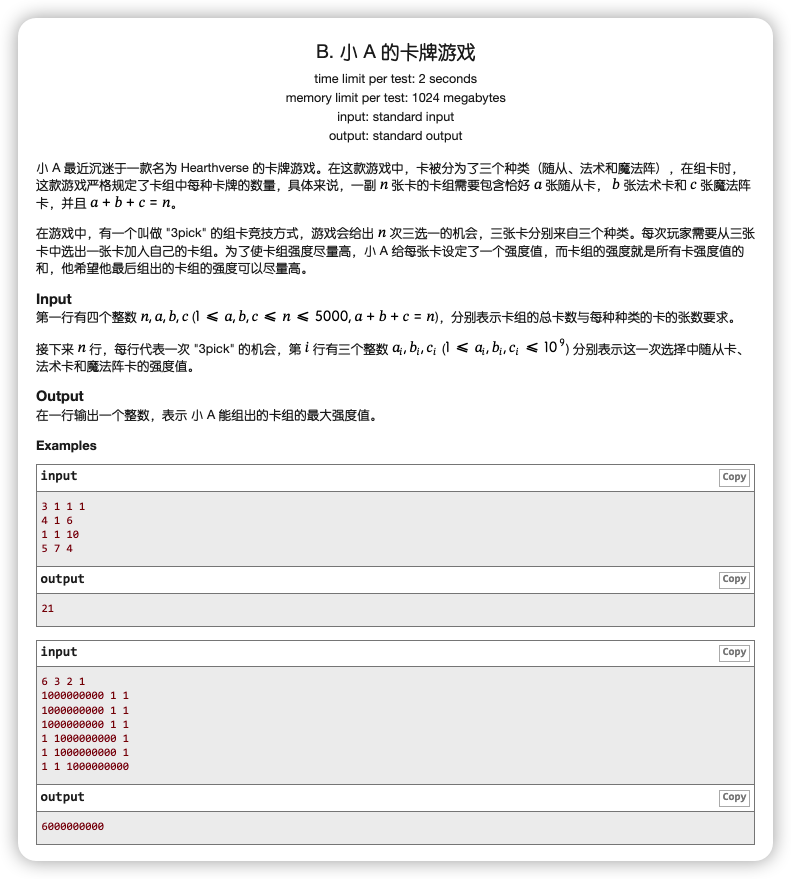 B. 小 A 的卡牌游戏
time limit per test: 2 seconds
memory limit per test: 1024 megabytes
input: standard input
output: standard output
小 A 最近沉迷于一款名为 Hearthverse 的卡牌游戏。在这款游戏中，卡被分为了三个种类（随从、法术和魔法阵），在组卡时，
这款游戏严格规定了卡组中每种卡牌的数量，具体来说，一副 n 张卡的卡组需要包含恰好 a 张随从卡， b 张法术卡和 c 张魔法阵
卡，并且 a + b + c = n。
在游戏中，有一个叫做 "3pick" 的组卡竞技方式，游戏会给出 n 次三选一的机会，三张卡分别来自三个种类。每次玩家需要从三张
卡中选出一张卡加入自己的卡组。为了使卡组强度尽量高，小 A 给每张卡设定了一个强度值，而卡组的强度就是所有卡强度值的
和，他希望他最后组出的卡组的强度可以尽量高。
Input
第一行有四个整数 n, a, b, c (1 ⩽ a, b, c ⩽ n ⩽ 5000, a + b + c = n)，分别表示卡组的总卡数与每种种类的卡的张数要求。
接下来 n 行，每行代表一次 "3pick" 的机会，第 i 行有三个整数 aᵢ, bᵢ, cᵢ (1 ⩽ aᵢ, bᵢ, cᵢ ⩽ 10⁹) 分别表示这一次选择中随从卡、
法术卡和魔法阵卡的强度值。
Output
在一行输出一个整数，表示 小 A 能组出的卡组的最大强度值。
Examples
input Copy
3 1 1 1
4 1 6
1 1 10
5 7 4
output Copy
21
input Copy
6 3 2 1
1000000000 1 1
1000000000 1 1
1000000000 1 1
1 1000000000 1
1 1000000000 1
1 1 1000000000
output Copy
6000000000